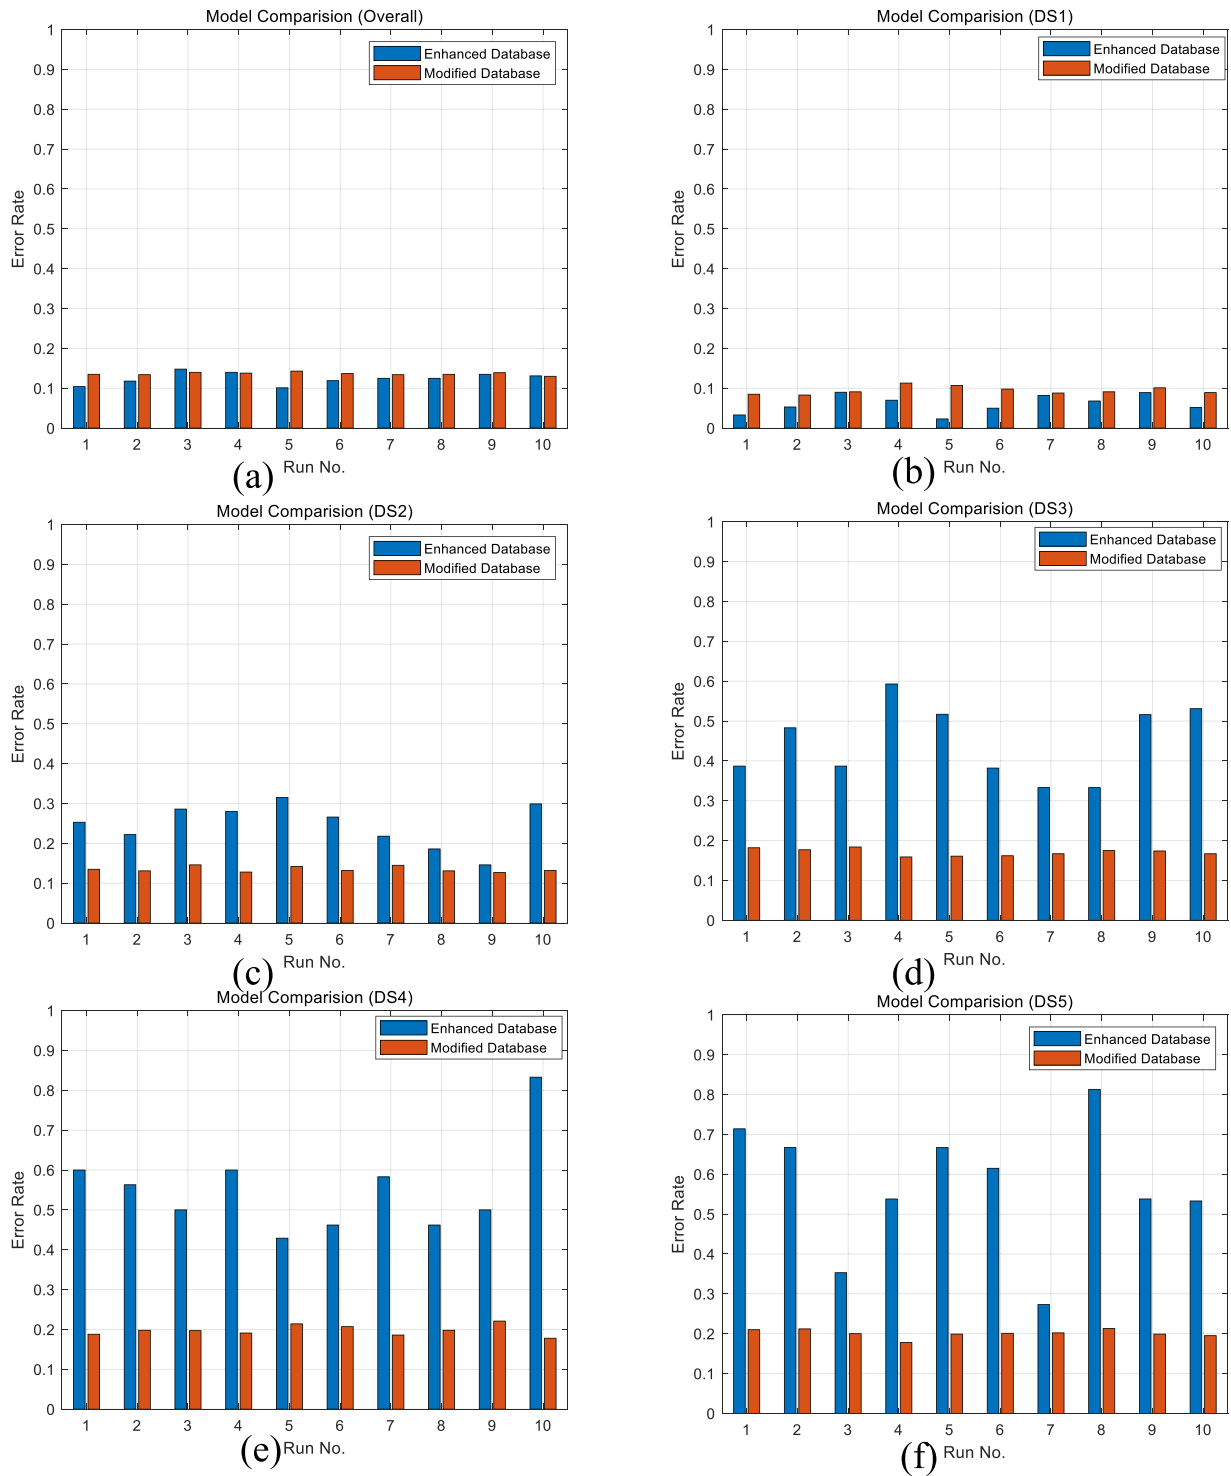 Model Comparision (Overall)
1
0.9
0.8
0.7
0.6
0.5
0.4
0.3
0.2
0.1
0
Error Rate
Enhanced Database
Modified Database
1 2 3 4 5 6 7 8 9 10
(a) Run No.
Model Comparision (DS1)
1
0.9
0.8
0.7
0.6
0.5
0.4
0.3
0.2
0.1
0
Error Rate
Enhanced Database
Modified Database
1 2 3 4 5 6 7 8 9 10
(b) Run No.
Model Comparision (DS2)
1
0.9
0.8
0.7
0.6
0.5
0.4
0.3
0.2
0.1
0
Error Rate
Enhanced Database
Modified Database
1 2 3 4 5 6 7 8 9 10
(c) Run No.
Model Comparision (DS3)
1
0.9
0.8
0.7
0.6
0.5
0.4
0.3
0.2
0.1
0
Error Rate
Enhanced Database
Modified Database
1 2 3 4 5 6 7 8 9 10
(d) Run No.
Model Comparision (DS4)
1
0.9
0.8
0.7
0.6
0.5
0.4
0.3
0.2
0.1
0
Error Rate
Enhanced Database
Modified Database
1 2 3 4 5 6 7 8 9 10
(e) Run No.
Model Comparision (DS5)
1
0.9
0.8
0.7
0.6
0.5
0.4
0.3
0.2
0.1
0
Error Rate
Enhanced Database
Modified Database
1 2 3 4 5 6 7 8 9 10
(f) Run No.